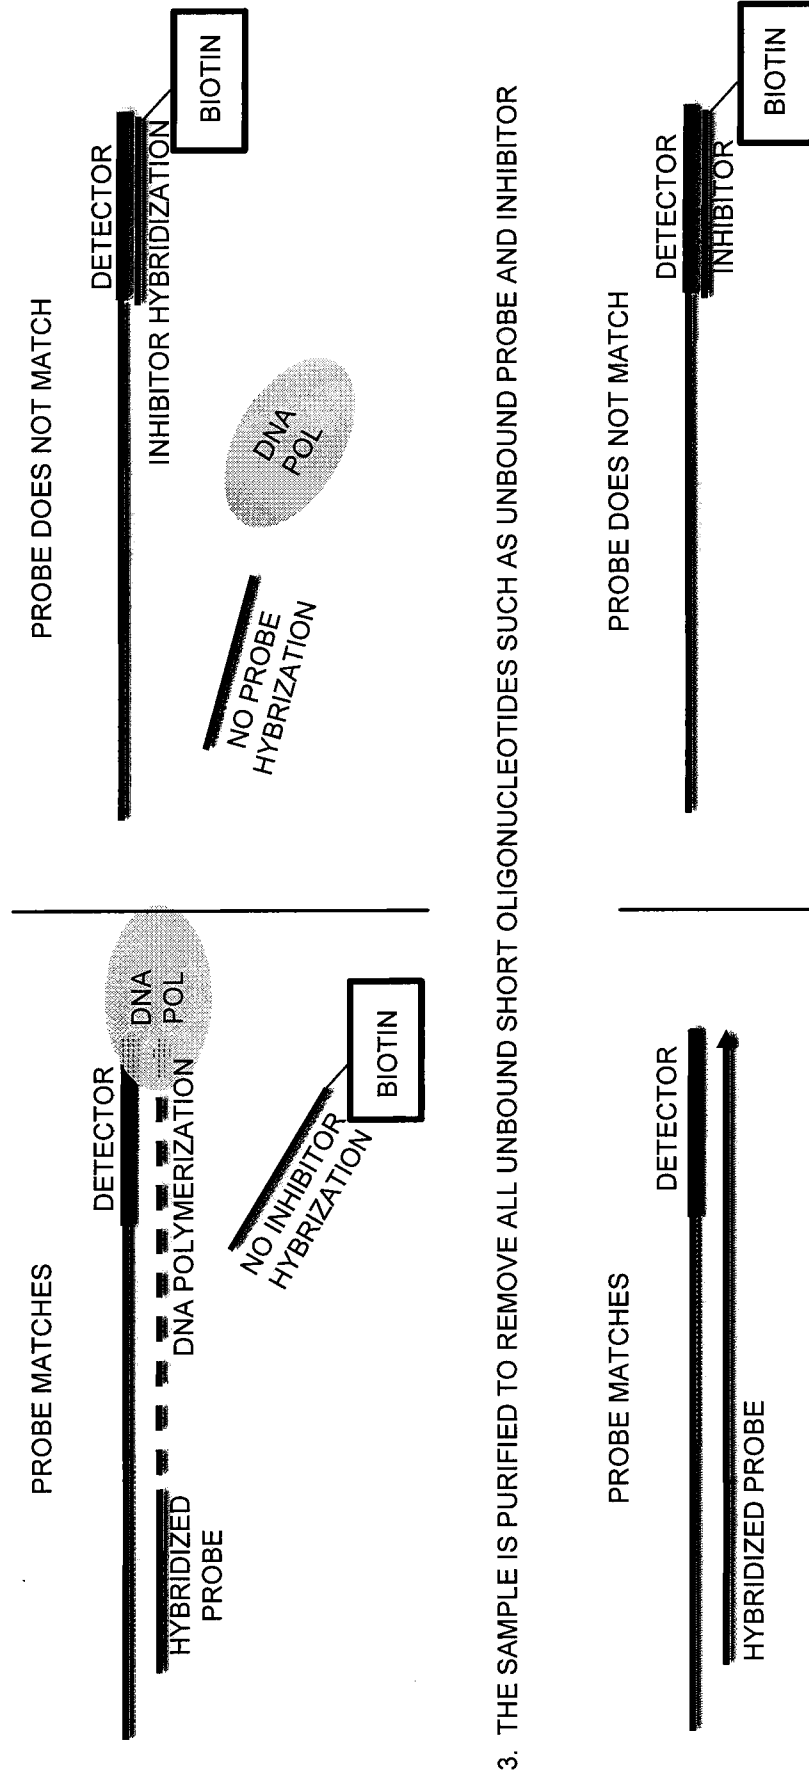 PROBE MATCHES
DETECTOR
DNA
POL
DNA POLYMERIZATION
HYBRIDIZED
PROBE
NO INHIBITOR
HYBRIZATION
BIOTIN
PROBE DOES NOT MATCH
DETECTOR
INHIBITOR HYBRIDIZATION
BIOTIN
DNA
POL
NO PROBE
HYBRIZATION
3. THE SAMPLE IS PURIFIED TO REMOVE ALL UNBOUND SHORT OLIGONUCLEOTIDES SUCH AS UNBOUND PROBE AND INHIBITOR
PROBE MATCHES
DETECTOR
HYBRIDIZED PROBE
PROBE DOES NOT MATCH
DETECTOR
INHIBITOR
BIOTIN